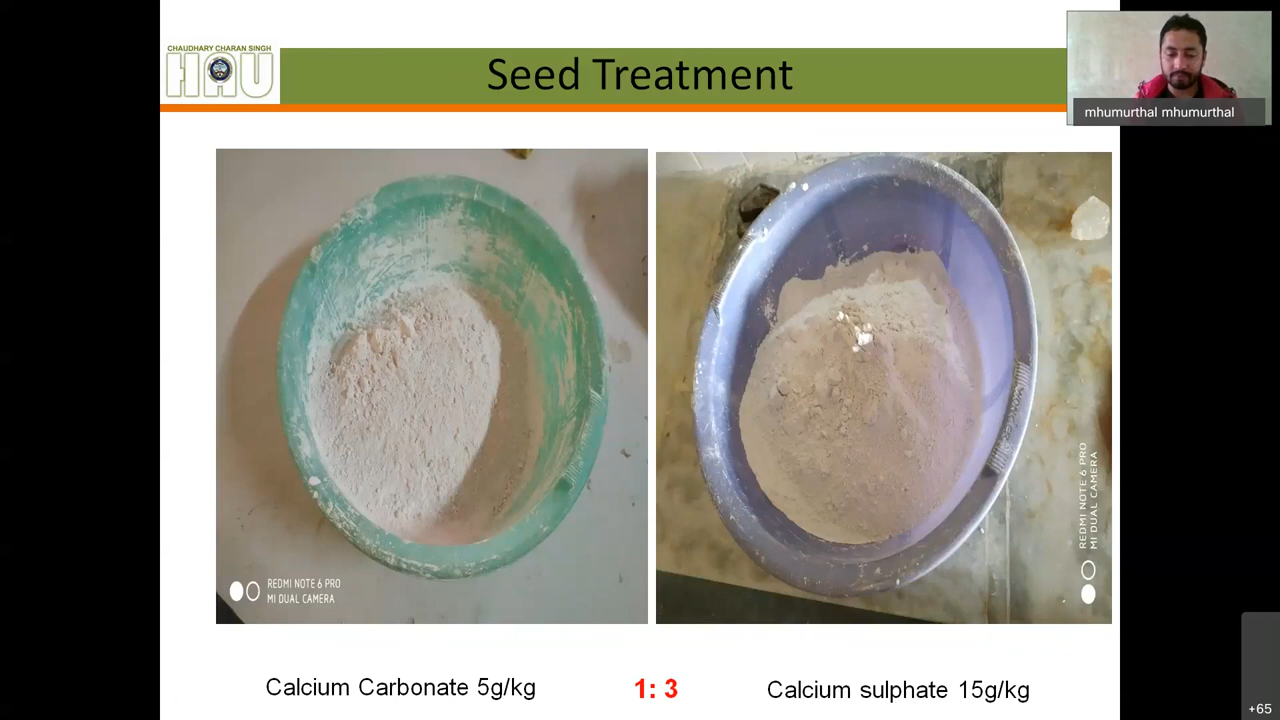 CHAUDHARY CHARAN SINGH
HAU
Seed Treatment
mhumurthal mhumurthal
REDMI NOTE 6 PRO
MI DUAL CAMERA
REDMI NOTE 6 PRO
MI DUAL CAMERA
Calcium Carbonate 5g/kg
1: 3
Calcium sulphate 15g/kg
+65